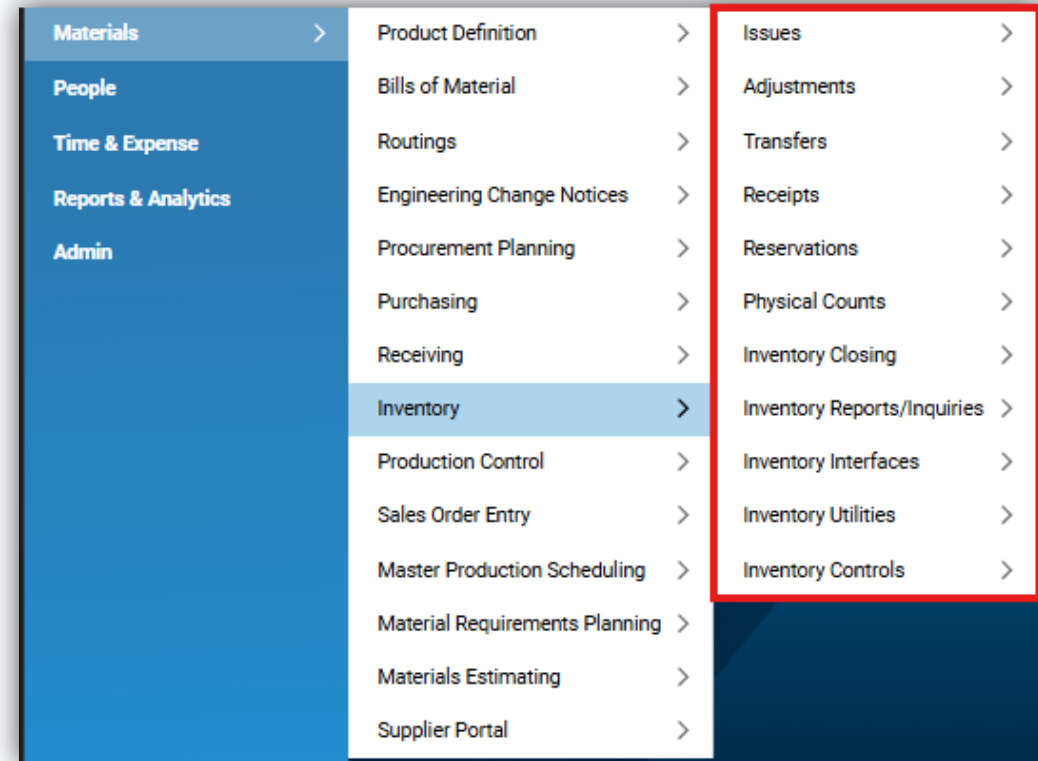 Materials
People
Time & Expense
Reports & Analytics
Admin
Product Definition
Bills of Material
Routings
Engineering Change Notices
Procurement Planning
Purchasing
Receiving
Inventory
Production Control
Sales Order Entry
Master Production Scheduling
Material Requirements Planning
Materials Estimating
Supplier Portal
Issues
Adjustments
Transfers
Receipts
Reservations
Physical Counts
Inventory Closing
Inventory Reports/Inquiries
Inventory Interfaces
Inventory Utilities
Inventory Controls